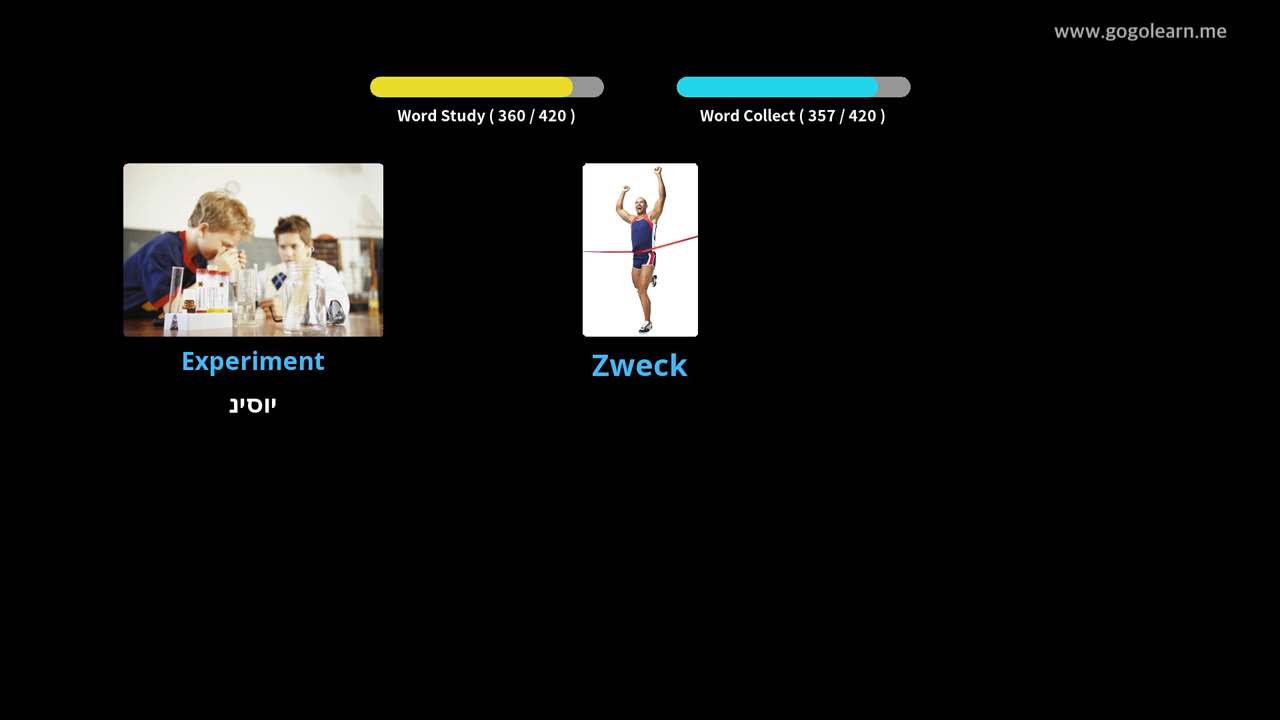 www.gogolearn.me
Word Study ( 360 / 420 )
Word Collect ( 357 / 420 )
Experiment
יוסינ
Zweck